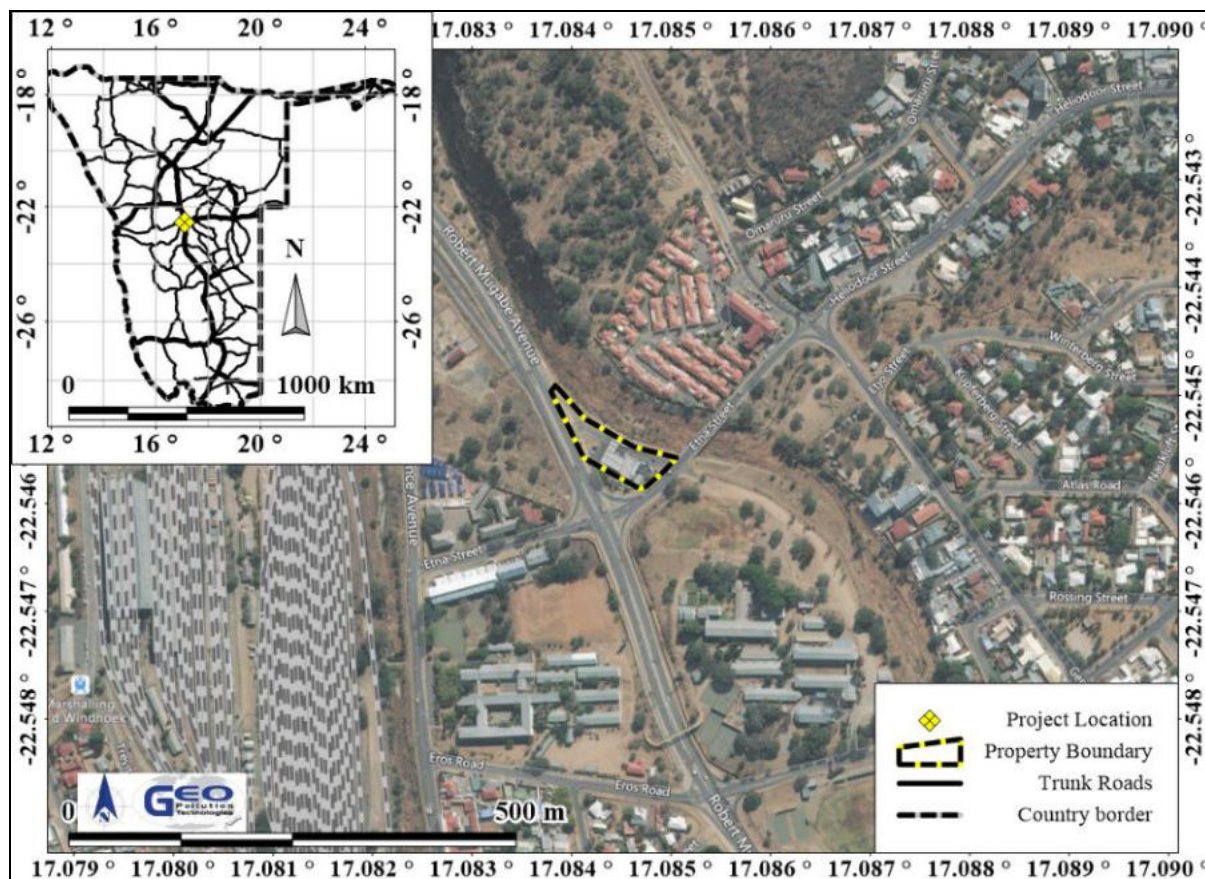 12 ° 16 ° 20 ° 24 °
17.083 ° 17.084 ° 17.085 ° 17.086 ° 17.087 ° 17.088 ° 17.089 ° 17.090 °
-18 °
-22 °
-26 °
-18 °
-22 °
-26 °
N
0 1000 km
12 ° 16 ° 20 ° 24 °
Omaruru Street
Heliodoor Street
Omaruru Street
Heliodoor Street
Robert Mugabe Avenue
Etna Street
Eyo Street
Winterberg Street
Kupferberg Street
Atlas Road
Etna Street
Rossing Street
Eros Road
Eros Road
-22.543 °
-22.544 °
-22.545 °
-22.546 °
-22.547 °
-22.548 °
-22.546 °
-22.547 °
-22.548 °
Project Location
Property Boundary
Trunk Roads
Country border
GEO
Pollution
Technologies
0 500 m
17.079 ° 17.080 ° 17.081 ° 17.082 ° 17.083 ° 17.084 ° 17.085 ° 17.086 ° 17.087 ° 17.088 ° 17.089 ° 17.090 °